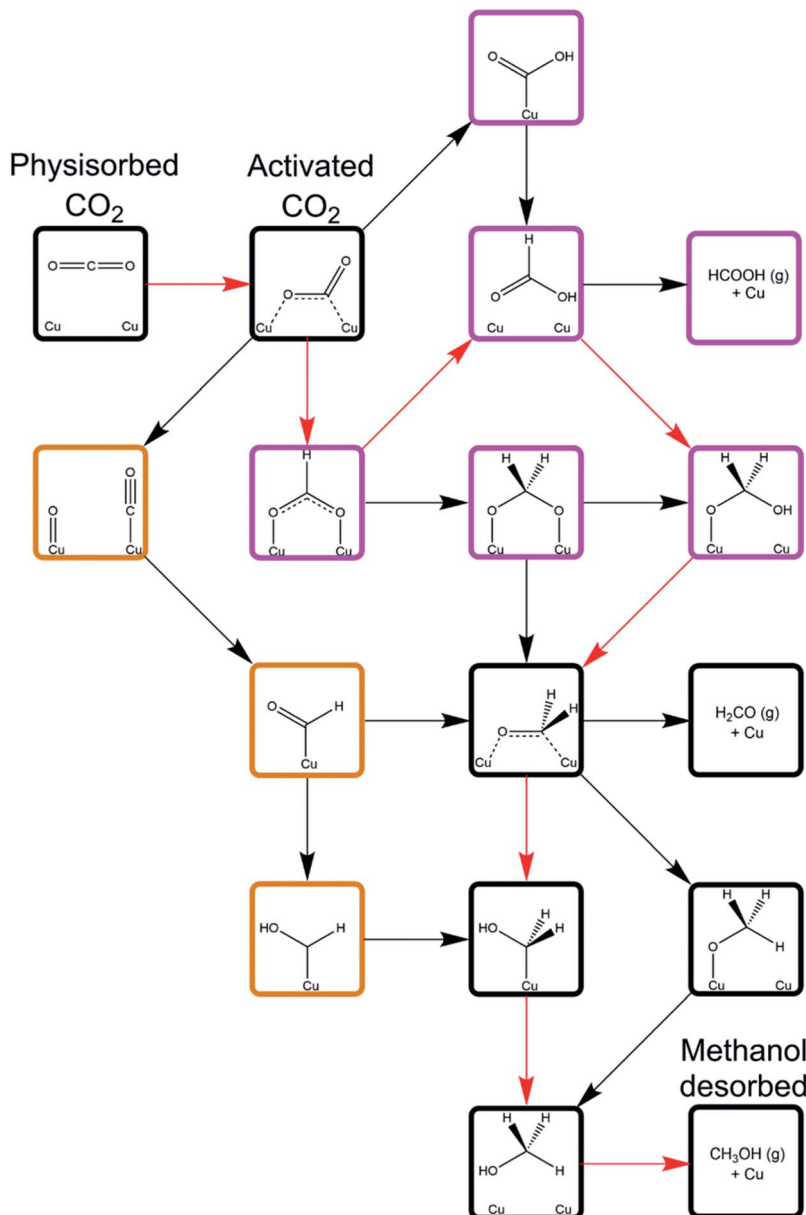 O OH
Cu
Physisorbed
CO₂
Activated
CO₂
O C O
Cu Cu
O
O
Cu Cu
H
O OH
Cu Cu
HCOOH (g)
+ Cu
O
O C
Cu Cu
H
O O
Cu Cu
H H
O O
Cu Cu
H H
O OH
Cu Cu
O H
Cu
H
O H
Cu Cu
H₂CO (g)
+ Cu
HO H
Cu
H
HO H
Cu
H H
O H
Cu Cu
Methanol
desorbed
H H
HO H
Cu Cu
CH₃OH (g)
+ Cu